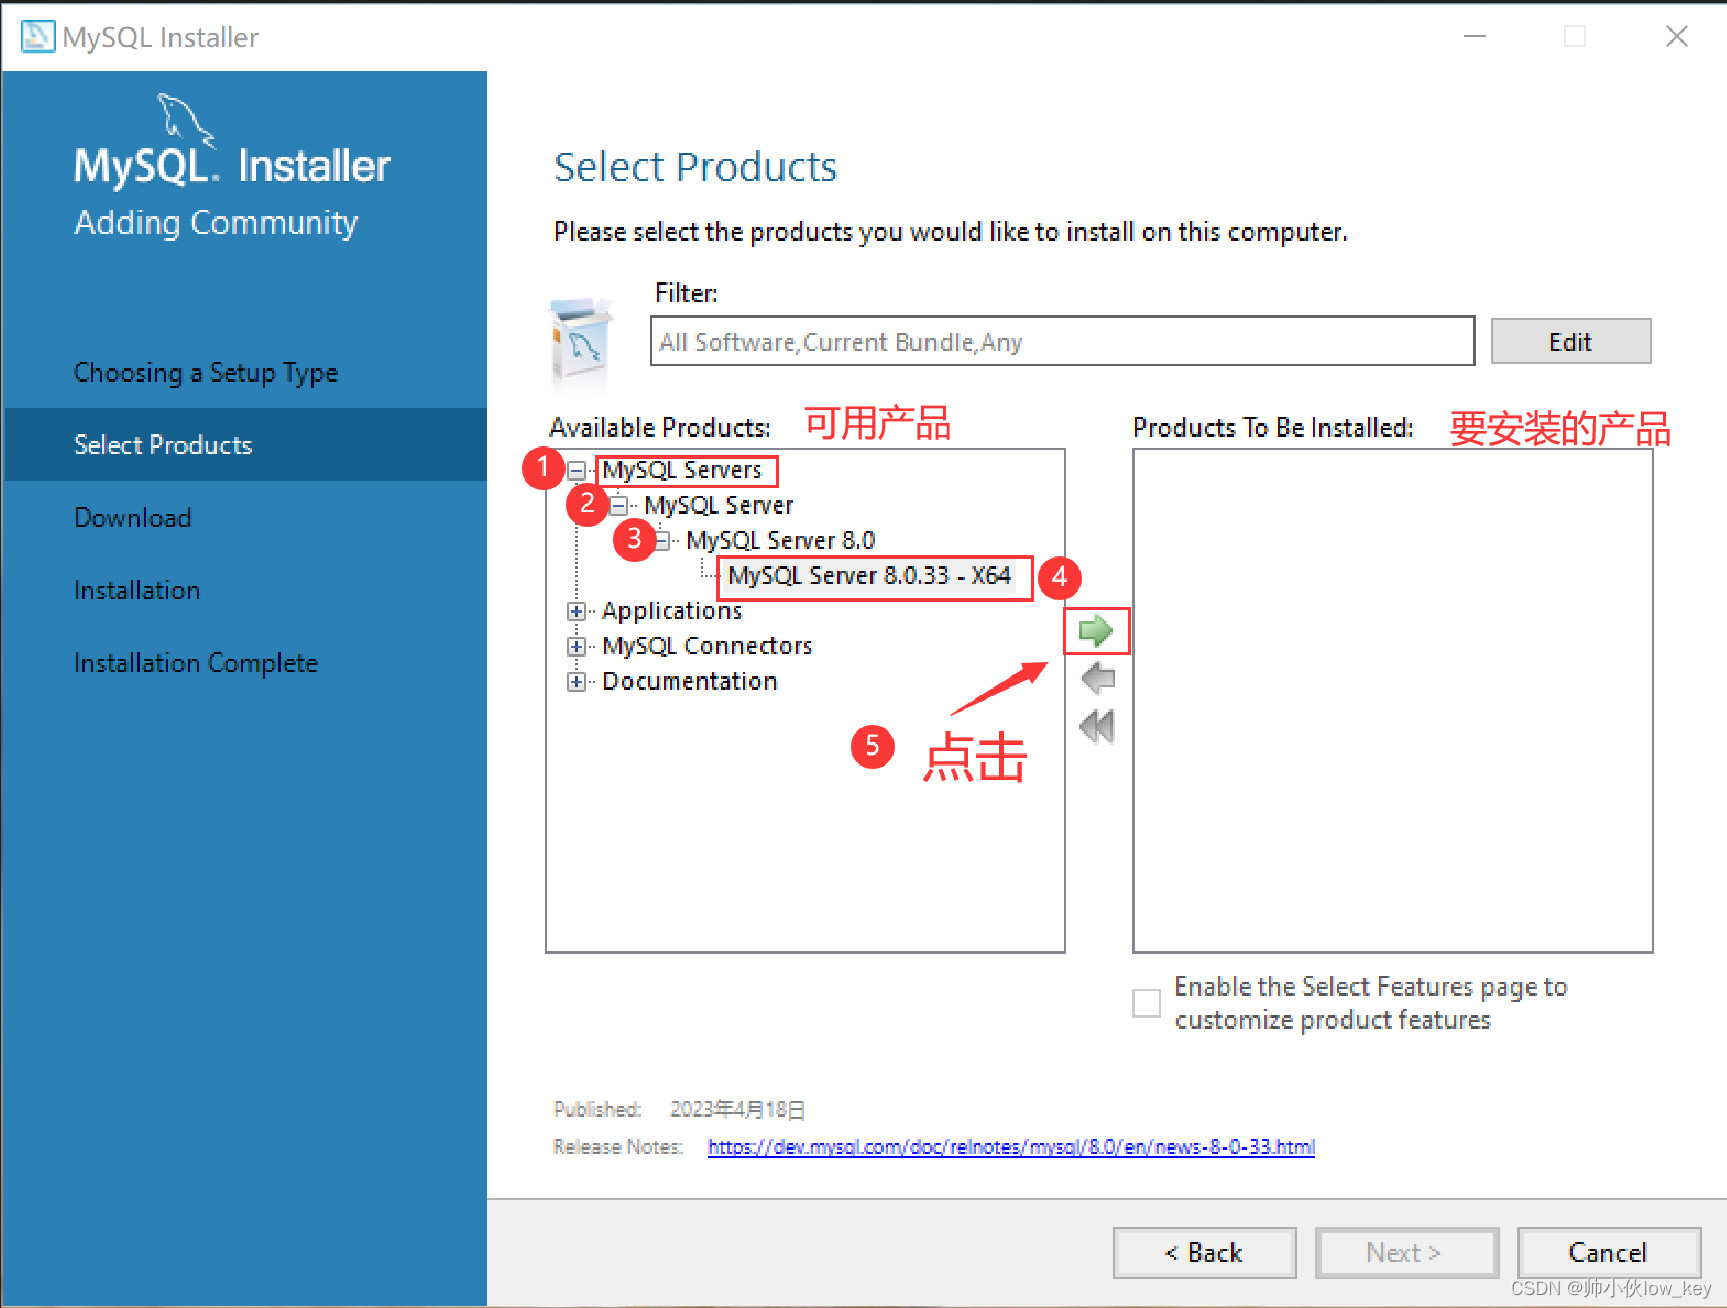 MySQL Installer
MySQL. Installer
Adding Community
Choosing a Setup Type
Select Products
Download
Installation
Installation Complete
Select Products
Please select the products you would like to install on this computer.
Filter:
All Software,Current Bundle,Any
Edit
Available Products: 可用产品
Products To Be Installed: 要安装的产品
1 MySQL Servers
2 MySQL Server
3 MySQL Server 8.0
MySQL Server 8.0.33 - X64 4
Applications
MySQL Connectors
Documentation
5 点击
Enable the Select Features page to
customize product features
Published: 2023年4月18日
Release Notes: https://dev.mysql.com/doc/relnotes/mysql/8.0/en/news-8-0-33.html
< Back
Next >
Cancel
CSDN @帅小伙low_key